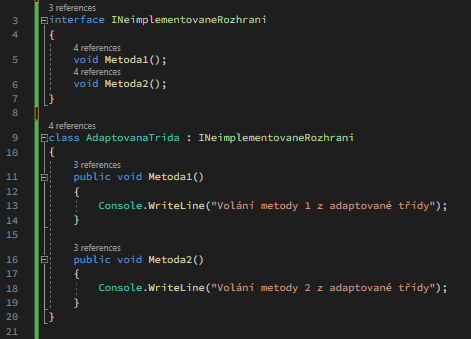 3 references
3 interface INeimplementovaneRozhrani
4 {
4 references
5 void Metoda1();
4 references
6 void Metoda2();
7 }
8
4 references
9 class AdaptovanaTrida : INeimplementovaneRozhrani
10 {
3 references
11 public void Metoda1()
12 {
13 Console.WriteLine("Volání metody 1 z adaptované třídy");
14 }
15
3 references
16 public void Metoda2()
17 {
18 Console.WriteLine("Volání metody 2 z adaptované třídy");
19 }
20 }
21